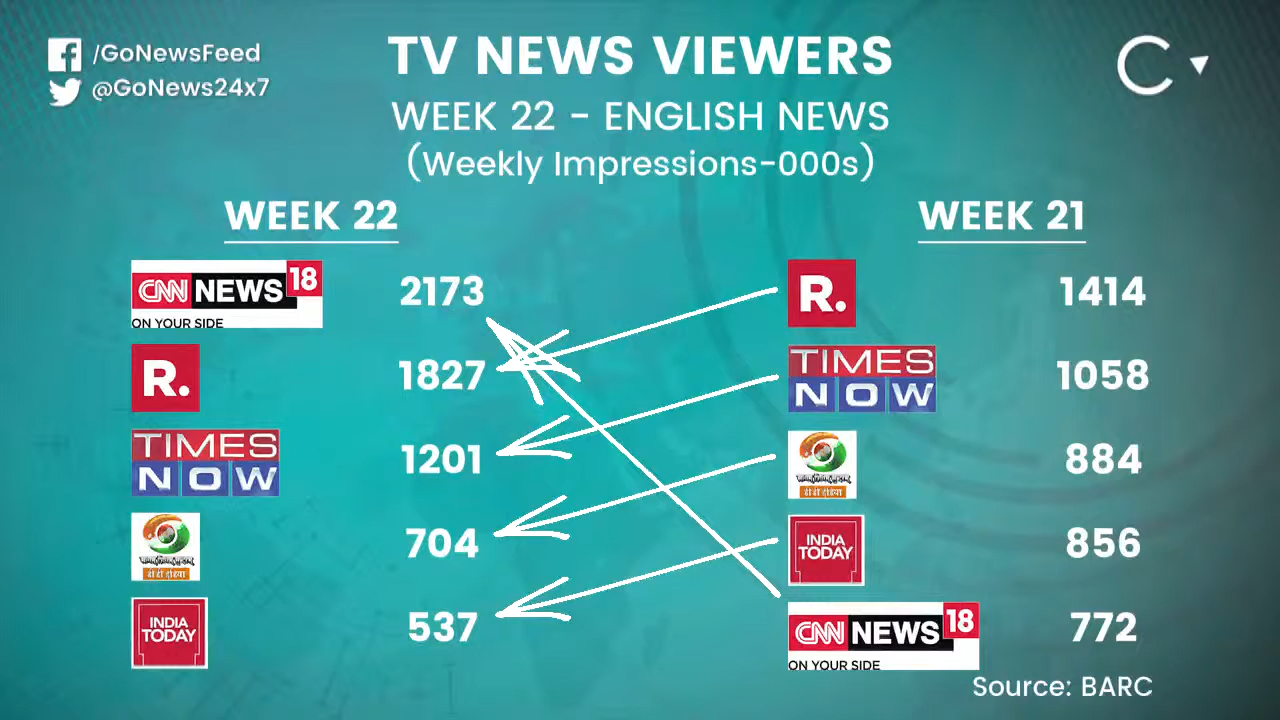 /GoNewsFeed
@GoNews24x7
TV NEWS VIEWERS
WEEK 22 - ENGLISH NEWS
(Weekly Impressions-000s)
WEEK 22
WEEK 21
CNN NEWS 18
ON YOUR SIDE
2173
R.
1414
R.
1827
TIMES
NOW
1058
TIMES
NOW
1201
884
डी डी इंडिया
704
डी डी इंडिया
INDIA
TODAY
856
INDIA
TODAY
537
CNN NEWS 18
ON YOUR SIDE
772
Source: BARC